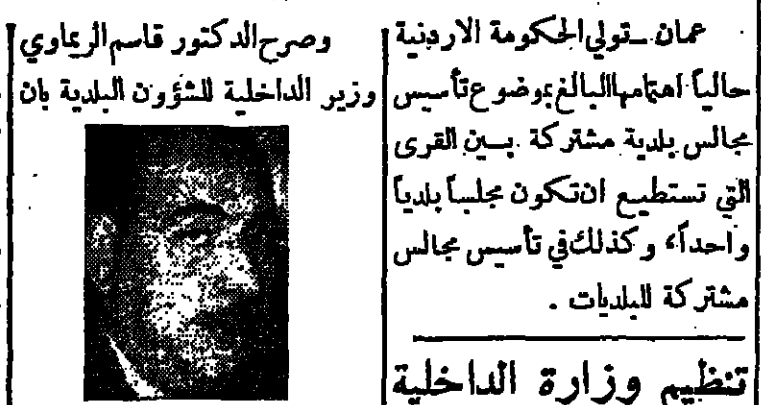 عمان ـ تولي الحكومة الاردنية
حالياً اهتمامها البالغ بموضوع تأسيس
مجالس بلدية مشتركة بين القرى
التي تستطيع ان تكون مجلساً بلدياً
واحداً، وكذلك في تأسيس مجالس
مشتركة للبلديات .
تنظيم وزارة الداخلية
وصرح الدكتور قاسم الريماوي
وزير الداخلية للشؤون البلدية بان